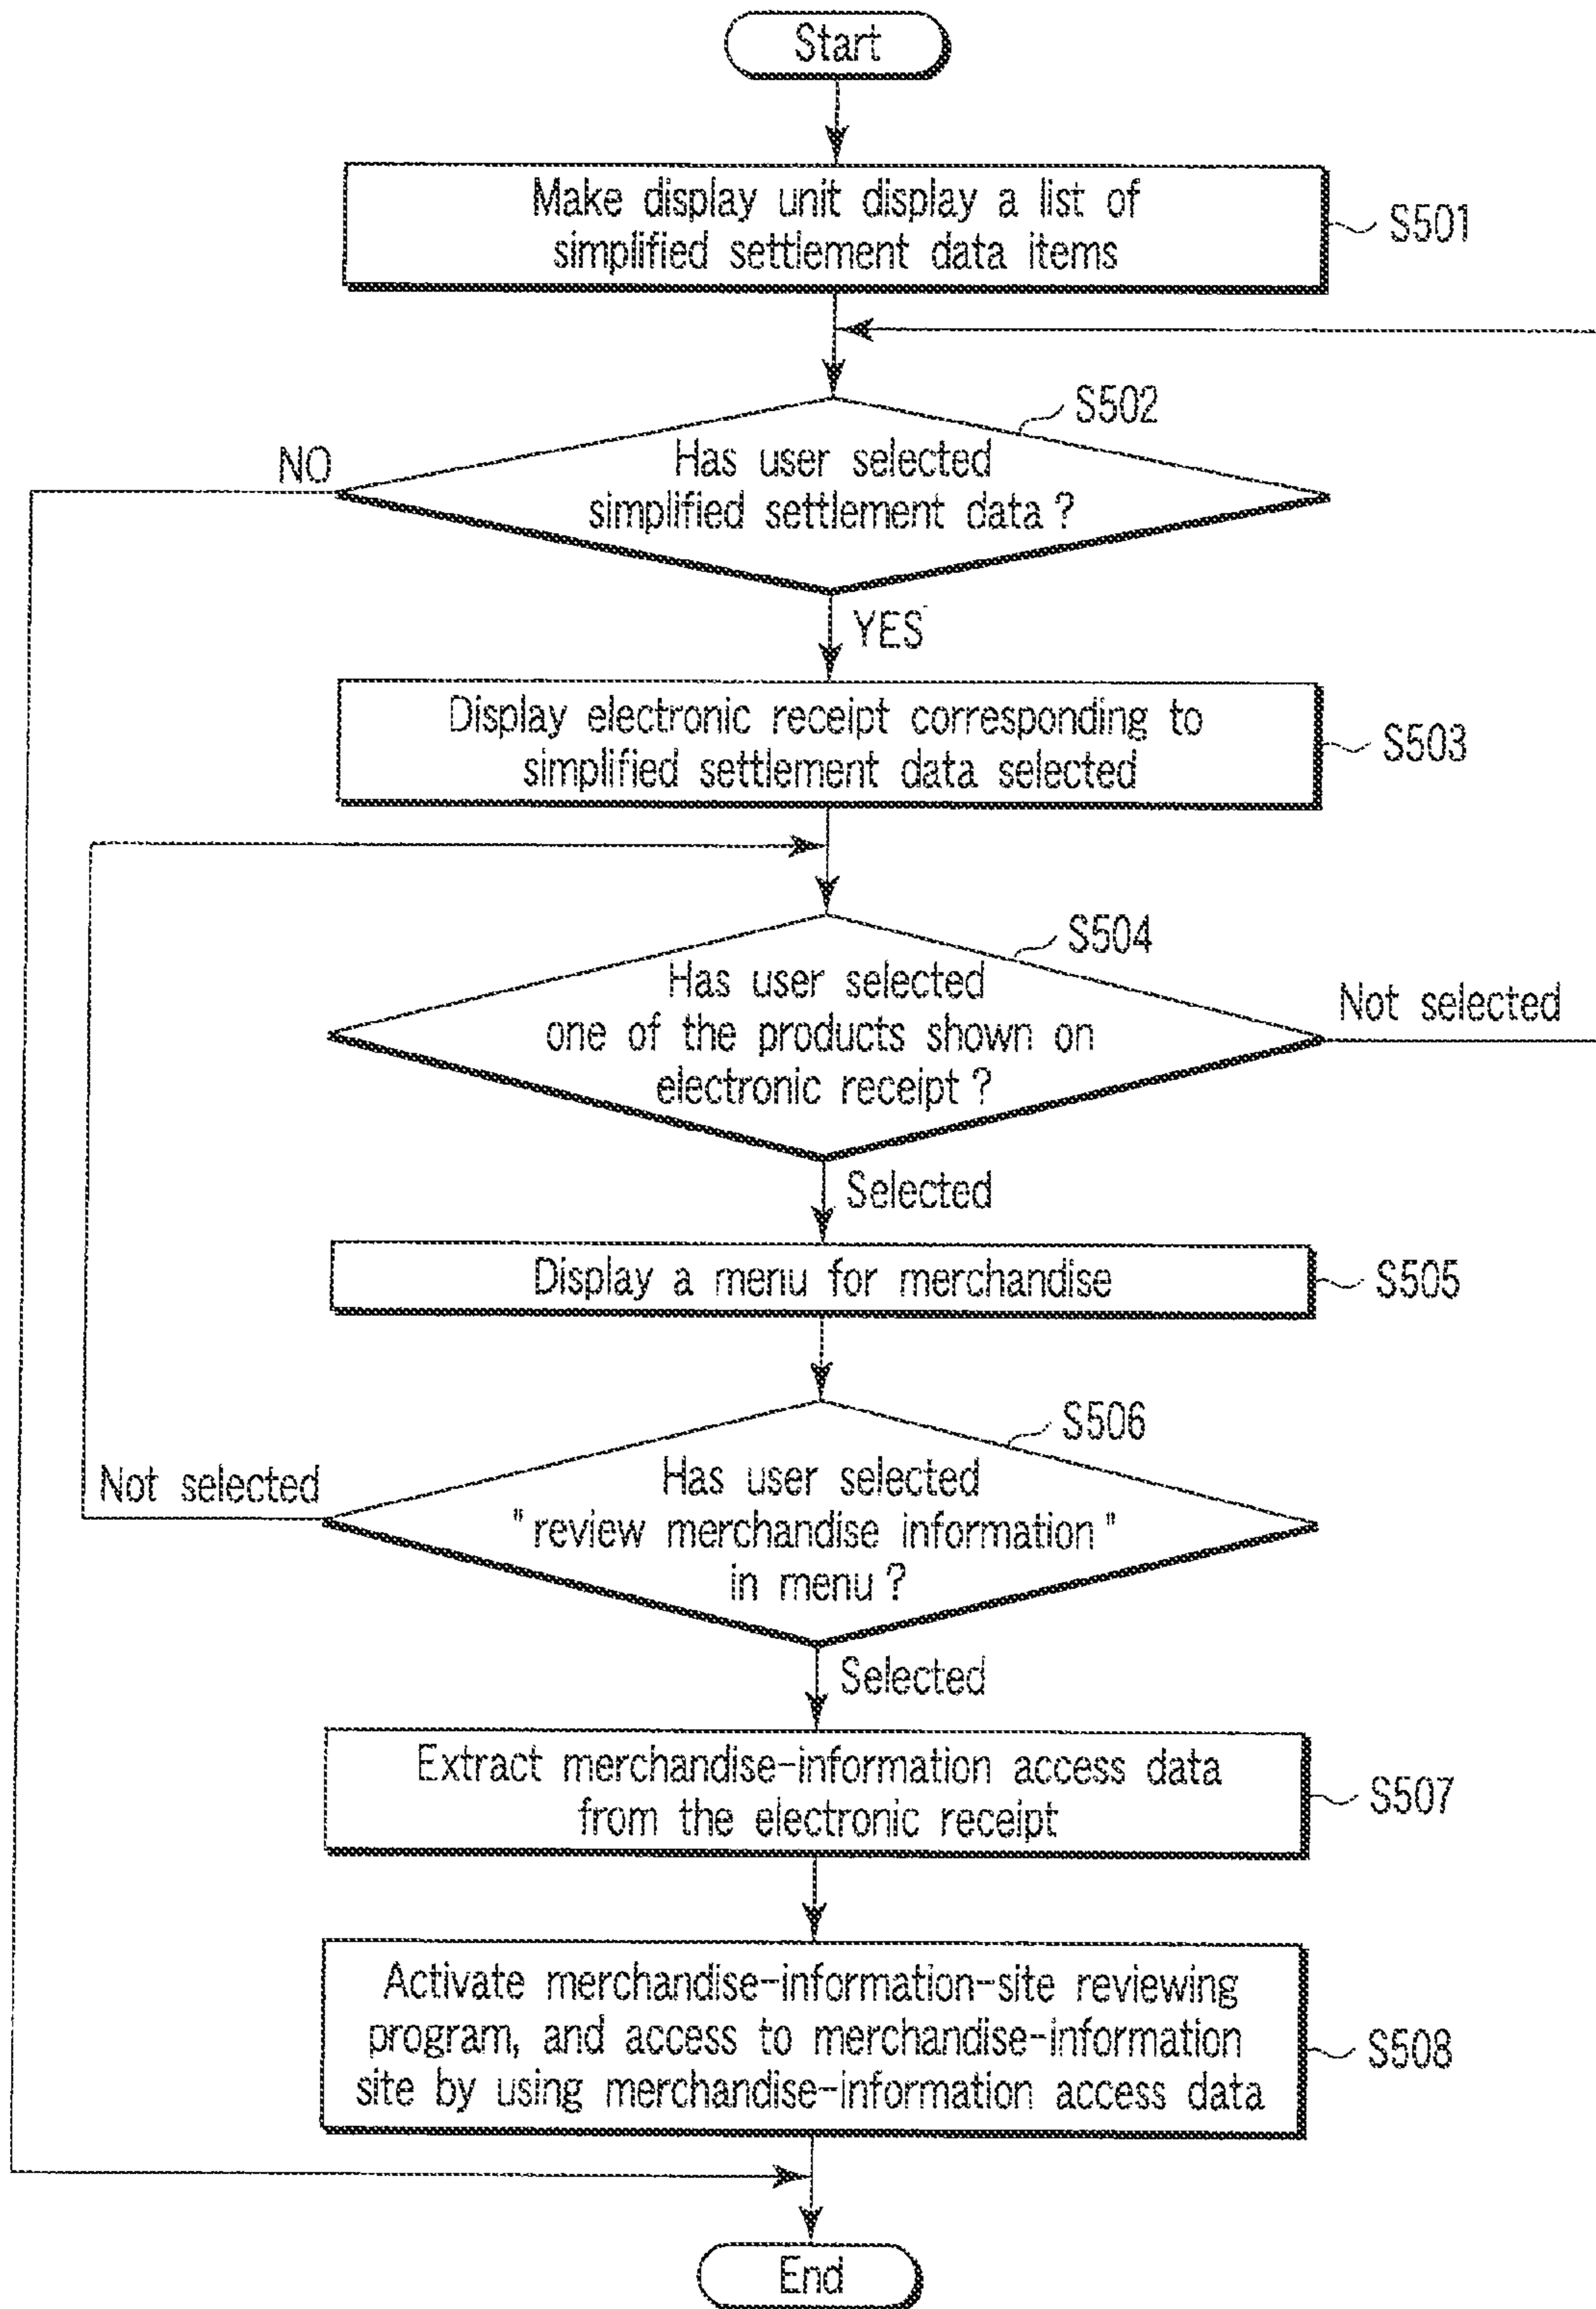 Start
Make display unit display a list of
simplified settlement data items
S501
S502
Has user selected
simplified settlement data ?
NO
YES
Display electronic receipt corresponding to
simplified settlement data selected
S503
S504
Has user selected
one of the products shown on
electronic receipt ?
Not selected
Selected
Display a menu for merchandise
S505
S506
Has user selected
" review merchandise information "
in menu ?
Not selected
Selected
Extract merchandise-information access data
from the electronic receipt
S507
Activate merchandise-information-site reviewing
program, and access to merchandise-information
site by using merchandise-information access data
S508
End